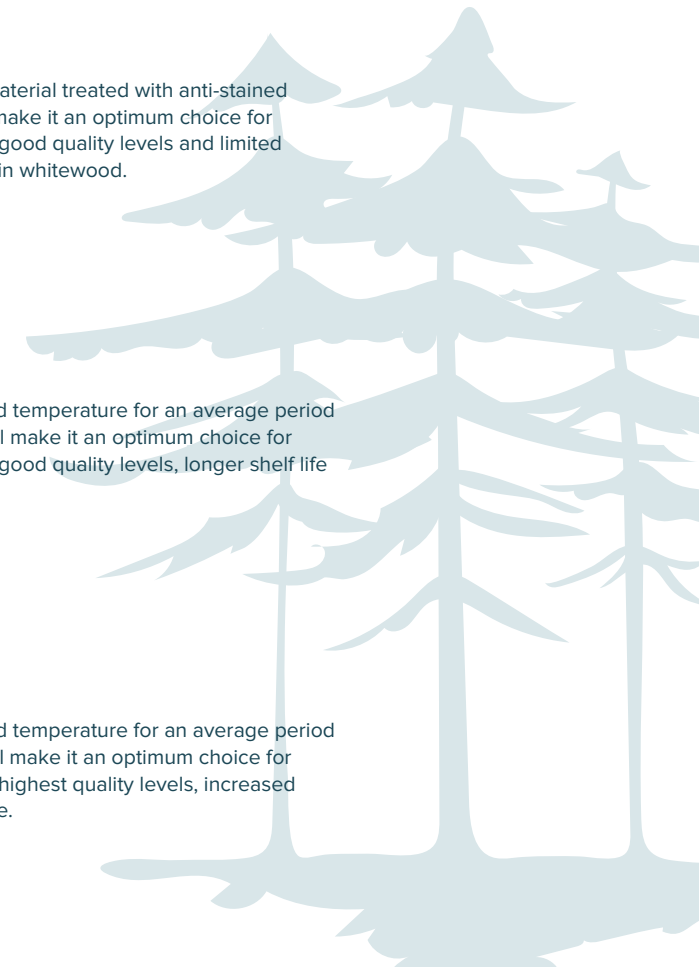 aterial treated with anti-stained
make it an optimum choice for
good quality levels and limited
in whitewood.
d temperature for an average period
l make it an optimum choice for
good quality levels, longer shelf life
d temperature for an average period
l make it an optimum choice for
highest quality levels, increased
e.